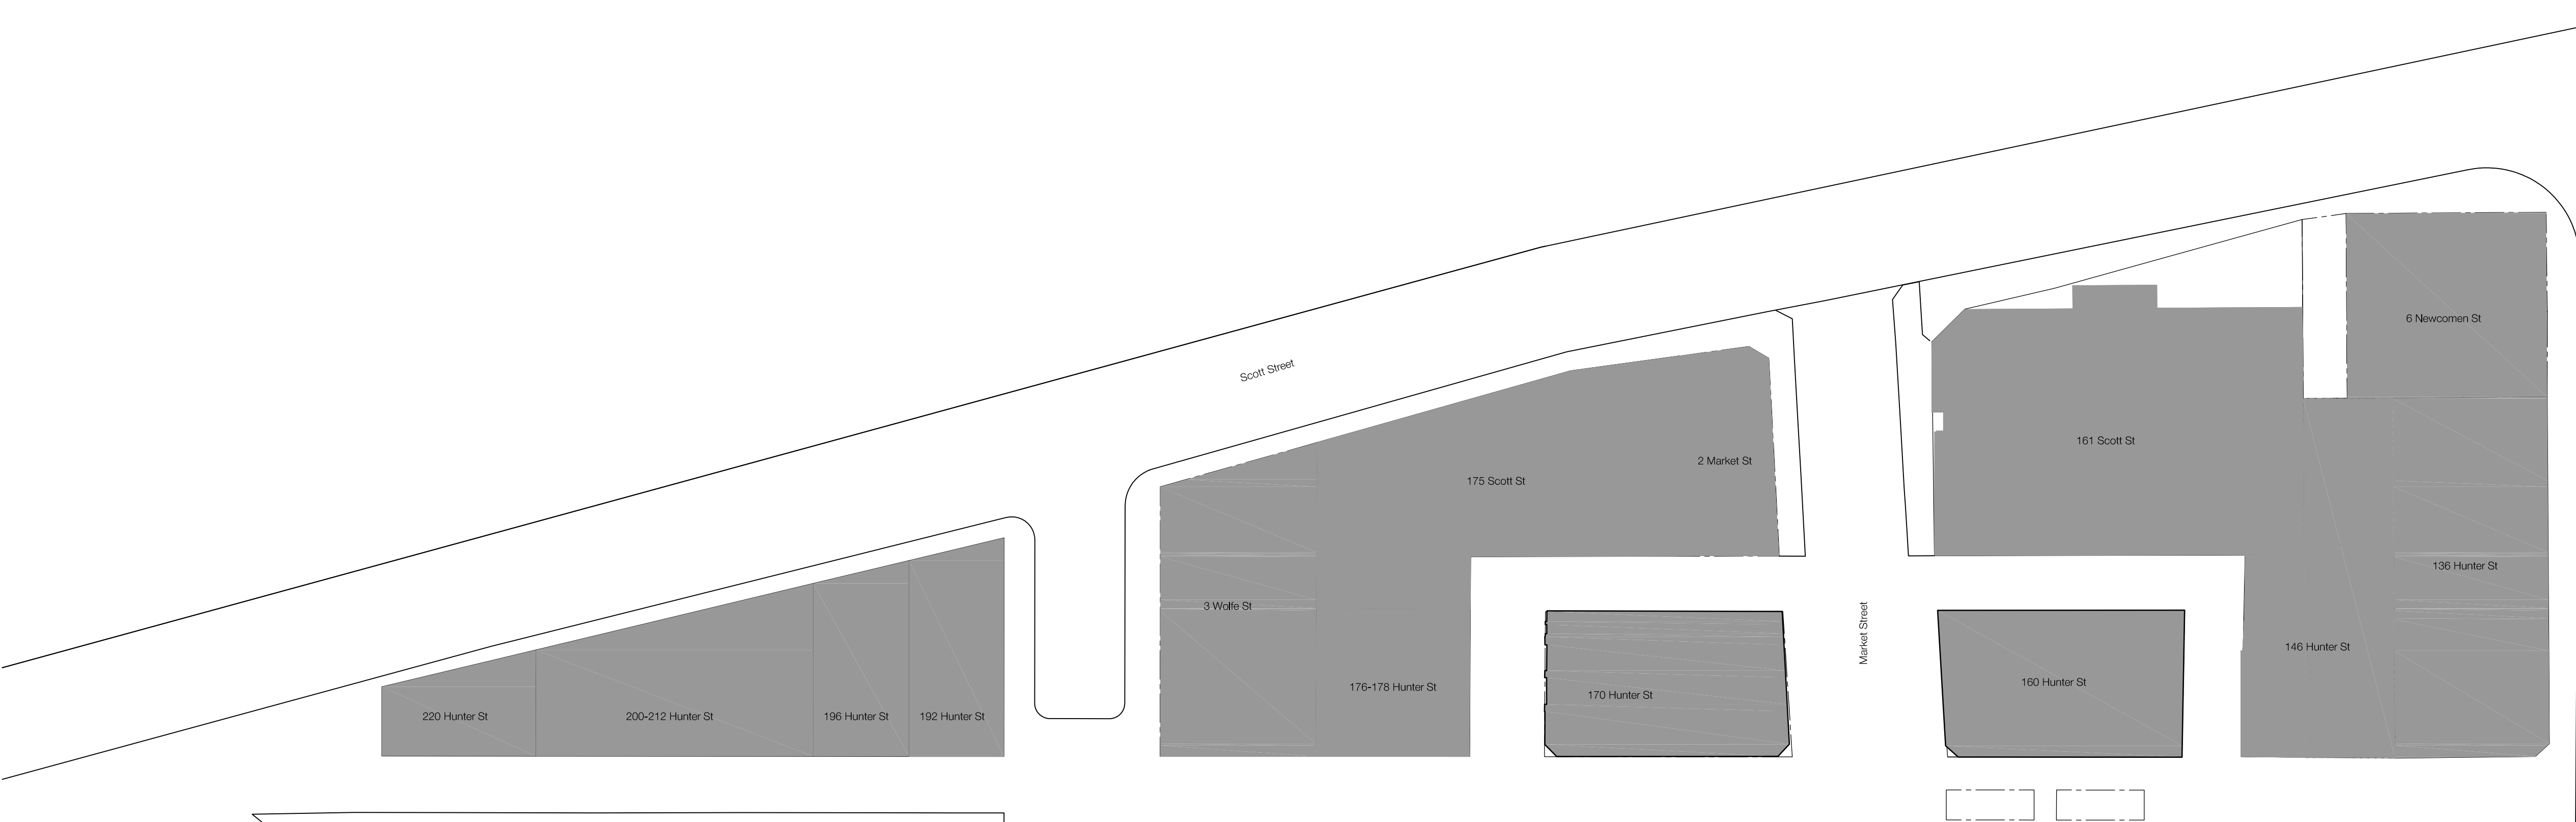 6 Newcomen St
Scott Street
161 Scott St
2 Market St
175 Scott St
136 Hunter St
3 Wolfe St
Market Street
146 Hunter St
160 Hunter St
176-178 Hunter St
170 Hunter St
220 Hunter St
200-212 Hunter St
196 Hunter St
192 Hunter St